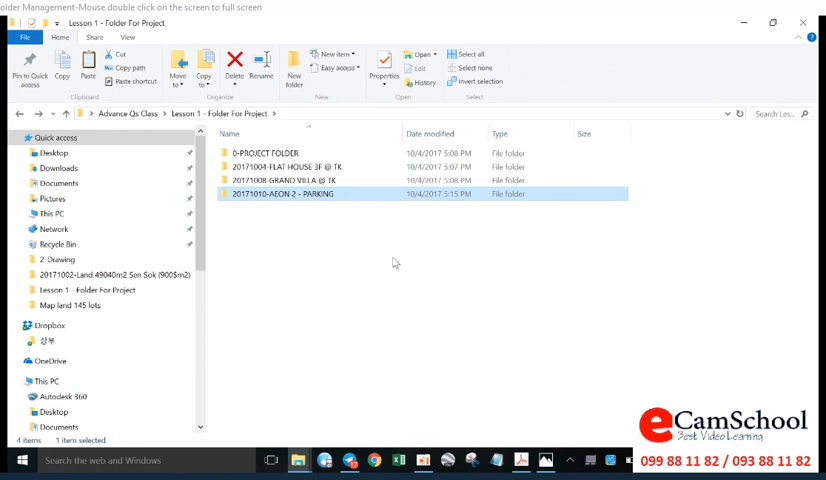 older Management-Mouse double click on the screen to full screen
Lesson 1 - Folder For Project
File Home Share View
Pin to Quick access
Copy
Paste
Cut
Copy path
Paste shortcut
Clipboard
Move to
Copy to
Delete
Rename
Organize
New folder
New item
Easy access
New
Properties
Open
Edit
History
Open
Select all
Select none
Invert selection
Select
Advance Qs Class > Lesson 1 - Folder For Project >
Search Les...
Name Date modified Type Size
0-PROJECT FOLDER 10/4/2017 5:08 PM File folder
20171004-FLAT HOUSE 3F @ TK 10/4/2017 5:07 PM File folder
20171008-GRAND VILLA @ TK 10/4/2017 5:08 PM File folder
20171010-AEON 2 - PARKING 10/4/2017 5:15 PM File folder
Quick access
Desktop
Downloads
Documents
Pictures
This PC
Network
Recycle Bin
2-Drawing
20171002-Land 49040m2 Sen Sok (900$m2)
Lesson 1 - Folder For Project
Map land 145 lots
Dropbox
상무
OneDrive
This PC
Autodesk 360
Desktop
Documents
4 items 1 item selected
Search the web and Windows
eCamSchool
Best Video Learning
099 88 11 82 / 093 88 11 82